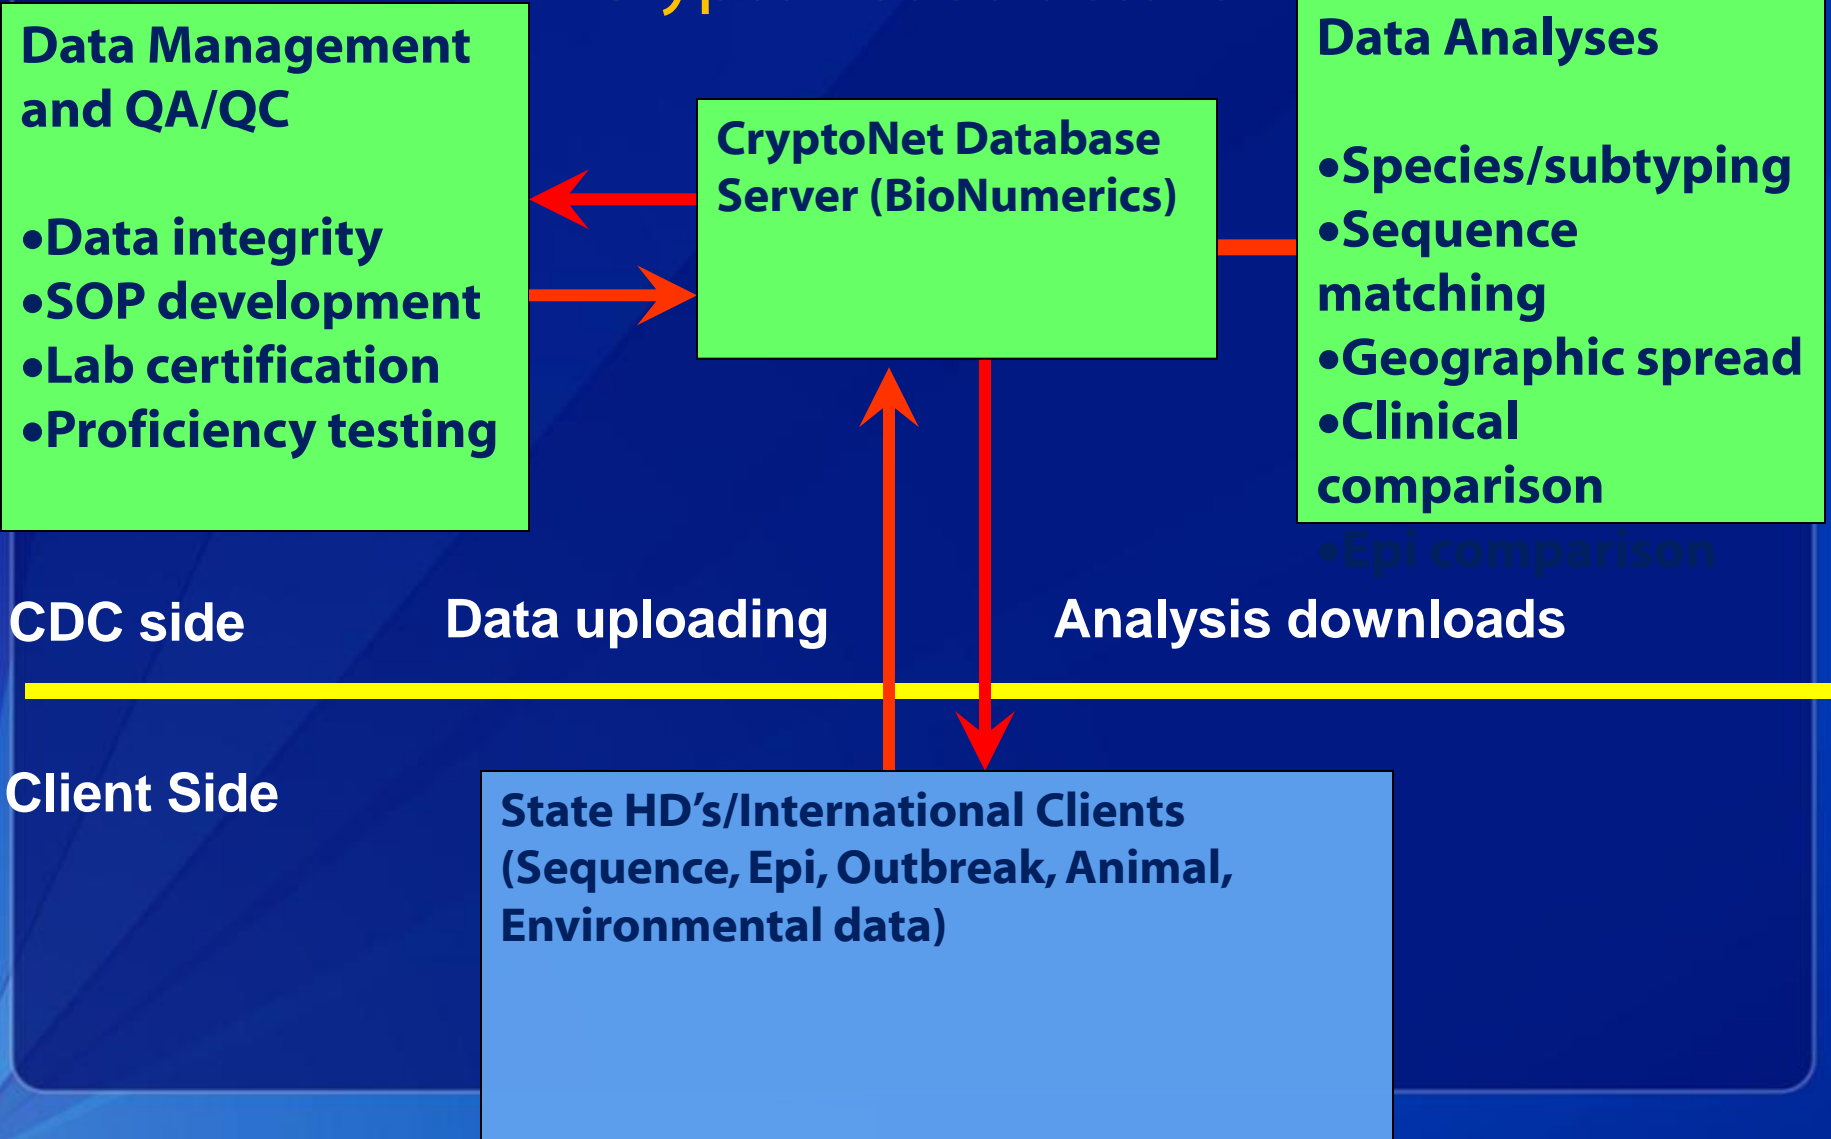 Data Management
and QA/QC
•Data integrity
•SOP development
•Lab certification
•Proficiency testing
CryptoNet Database
Server (BioNumerics)
Data Analyses
•Species/subtyping
•Sequence
matching
•Geographic spread
•Clinical
comparison
•Epi comparison
CDC side
Data uploading
Analysis downloads
Client Side
State HD’s/International Clients
(Sequence, Epi, Outbreak, Animal,
Environmental data)